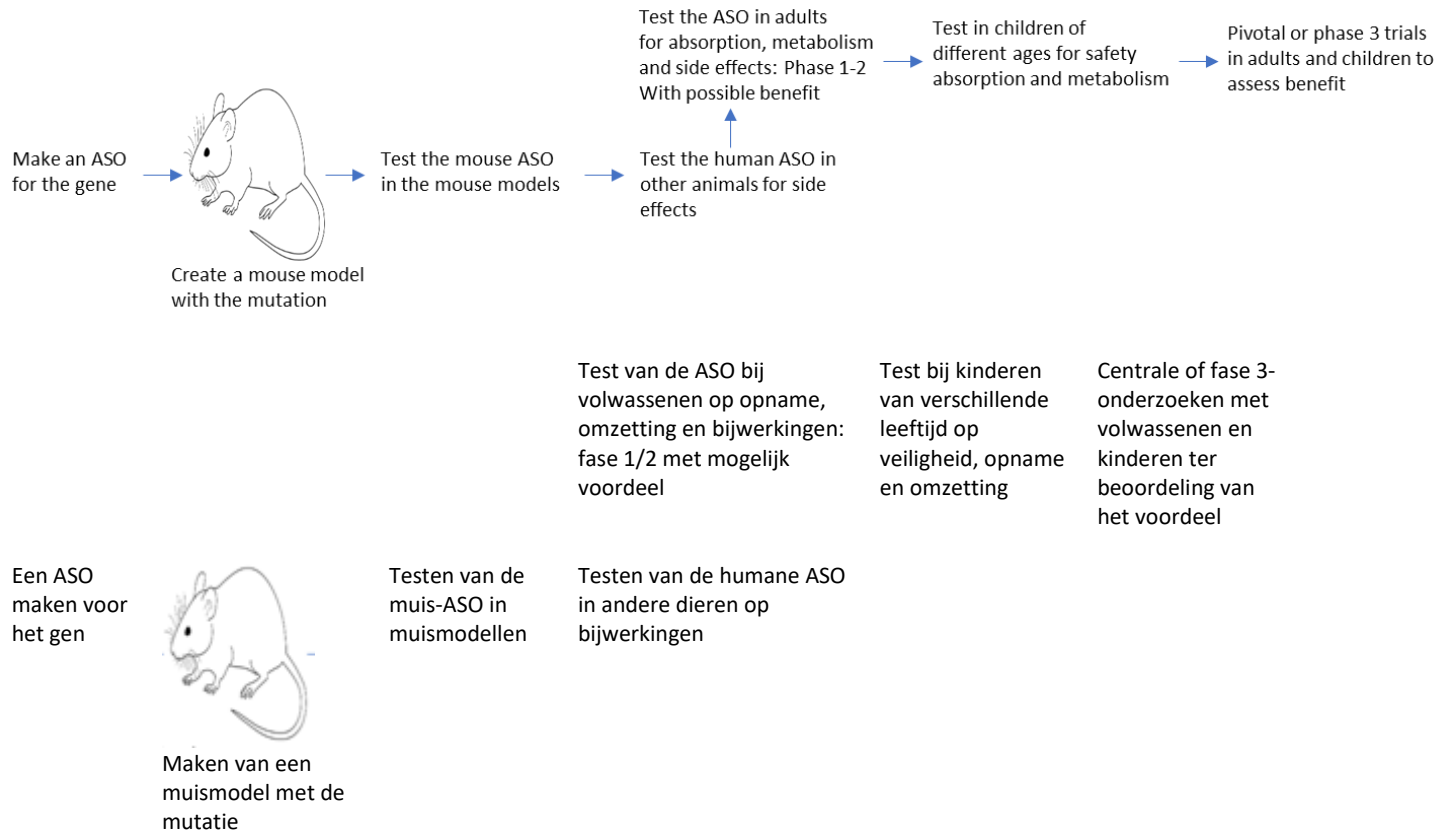 Make an ASO
for the gene
Create a mouse model
with the mutation
Test the mouse ASO
in the mouse models
Test the human ASO in
other animals for side
effects
Test the ASO in adults
for absorption, metabolism
and side effects: Phase 1-2
With possible benefit
Test in children of
different ages for safety
absorption and metabolism
Pivotal or phase 3 trials
in adults and children to
assess benefit
Een ASO
maken voor
het gen
Maken van een
muismodel met de
mutatie
Testen van de
muis-ASO in
muismodellen
Testen van de humane ASO
in andere dieren op
bijwerkingen
Test van de ASO bij
volwassenen op opname,
omzetting en bijwerkingen:
fase 1/2 met mogelijk
voordeel
Test bij kinderen
van verschillende
leeftijd op
veiligheid, opname
en omzetting
Centrale of fase 3-
onderzoeken met
volwassenen en
kinderen ter
beoordeling van
het voordeel